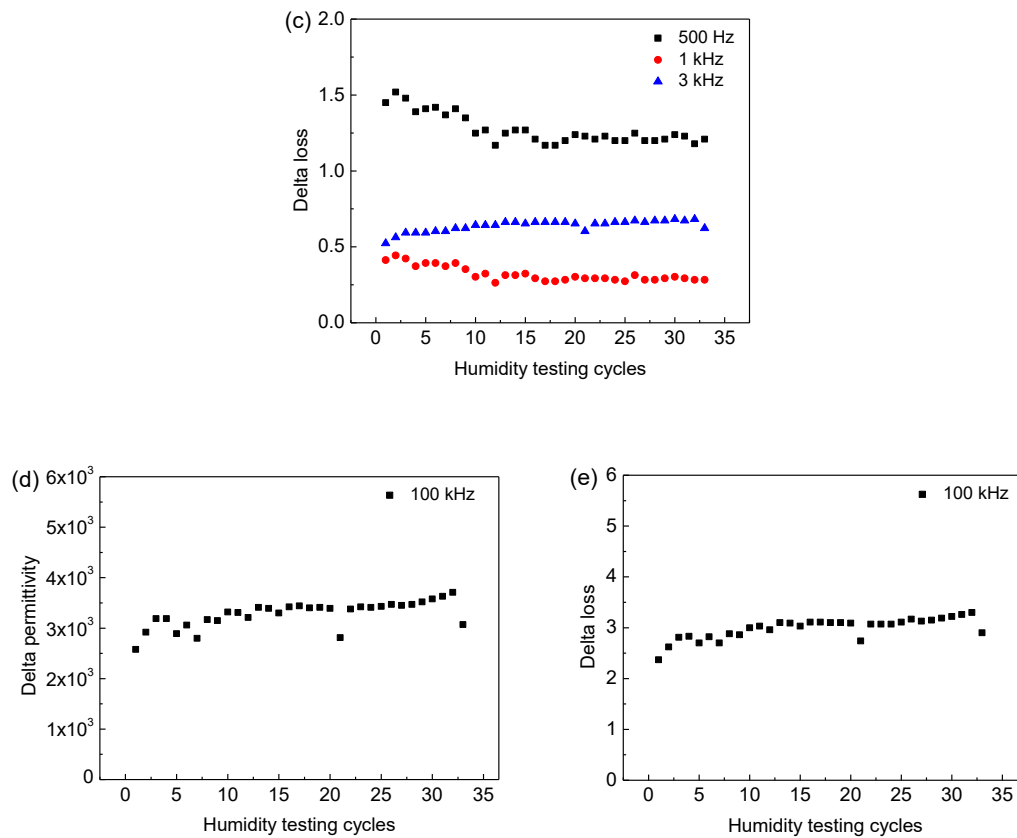 (c)
2.0
1.5
1.0
0.5
0.0
Delta loss
500 Hz
1 kHz
3 kHz
0 5 10 15 20 25 30 35
Humidity testing cycles
(d)
6x10³
5x10³
4x10³
3x10³
2x10³
1x10³
0
Delta permittivity
100 kHz
0 5 10 15 20 25 30 35
Humidity testing cycles
(e)
6
5
4
3
2
1
0
Delta loss
100 kHz
0 5 10 15 20 25 30 35
Humidity testing cycles